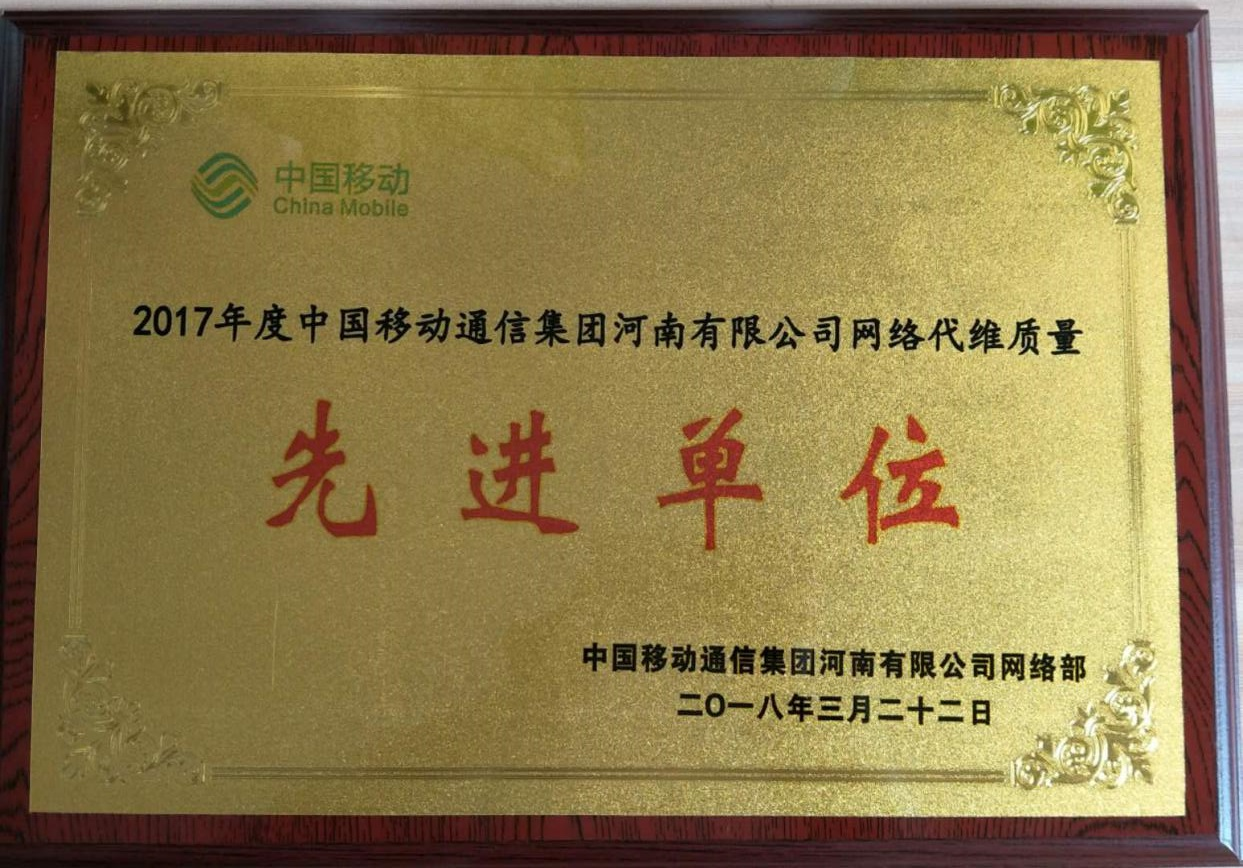 中国移动
China Mobile
2017年度中国移动通信集团河南有限公司网络代维质量
先进单位
中国移动通信集团河南有限公司网络部
二〇一八年三月二十二日